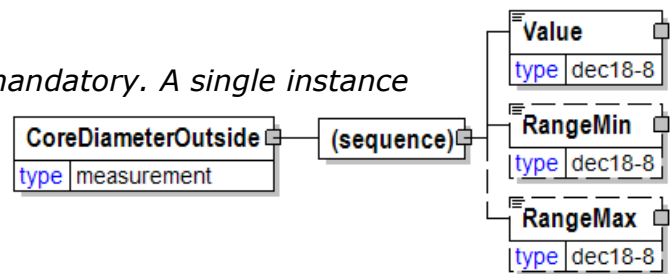 Value
type dec18-8
mandatory. A single instance
RangeMin
type dec18-8
CoreDiameterOutside
type measurement
(sequence)
RangeMax
type dec18-8